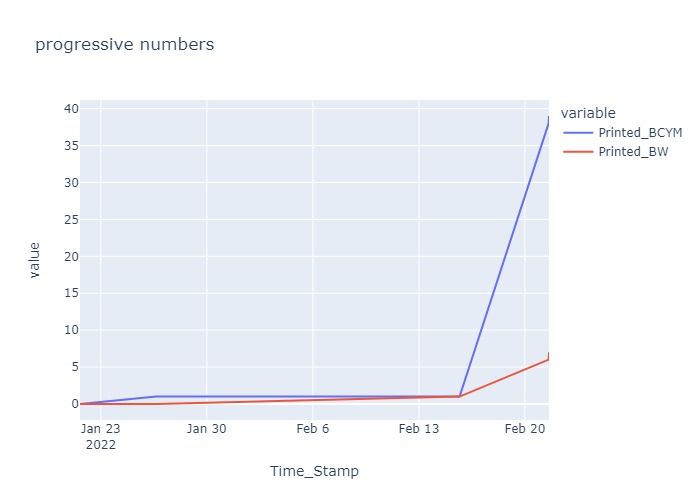 progressive numbers
variable
Printed_BCYM
Printed_BW
value
40
35
30
25
20
15
10
5
0
Jan 23
2022
Jan 30
Feb 6
Feb 13
Feb 20
Time_Stamp